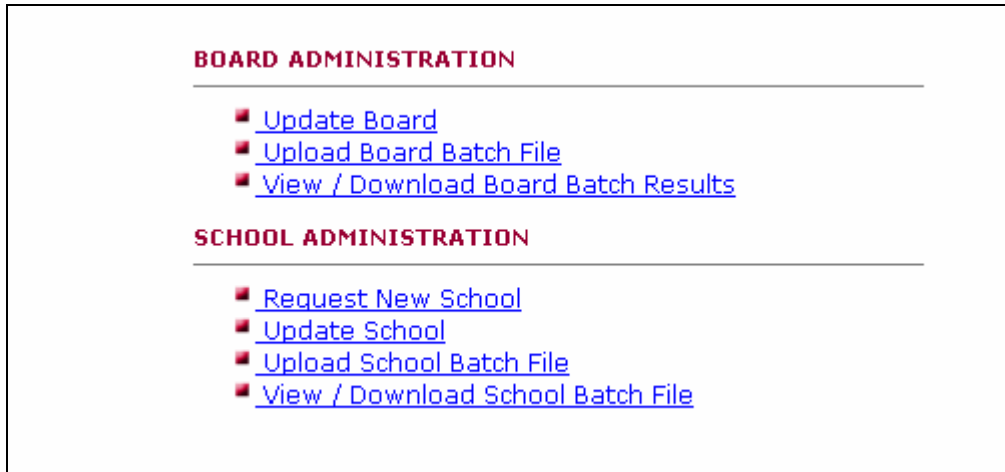 BOARD ADMINISTRATION
Update Board
Upload Board Batch File
View / Download Board Batch Results
SCHOOL ADMINISTRATION
Request New School
Update School
Upload School Batch File
View / Download School Batch File